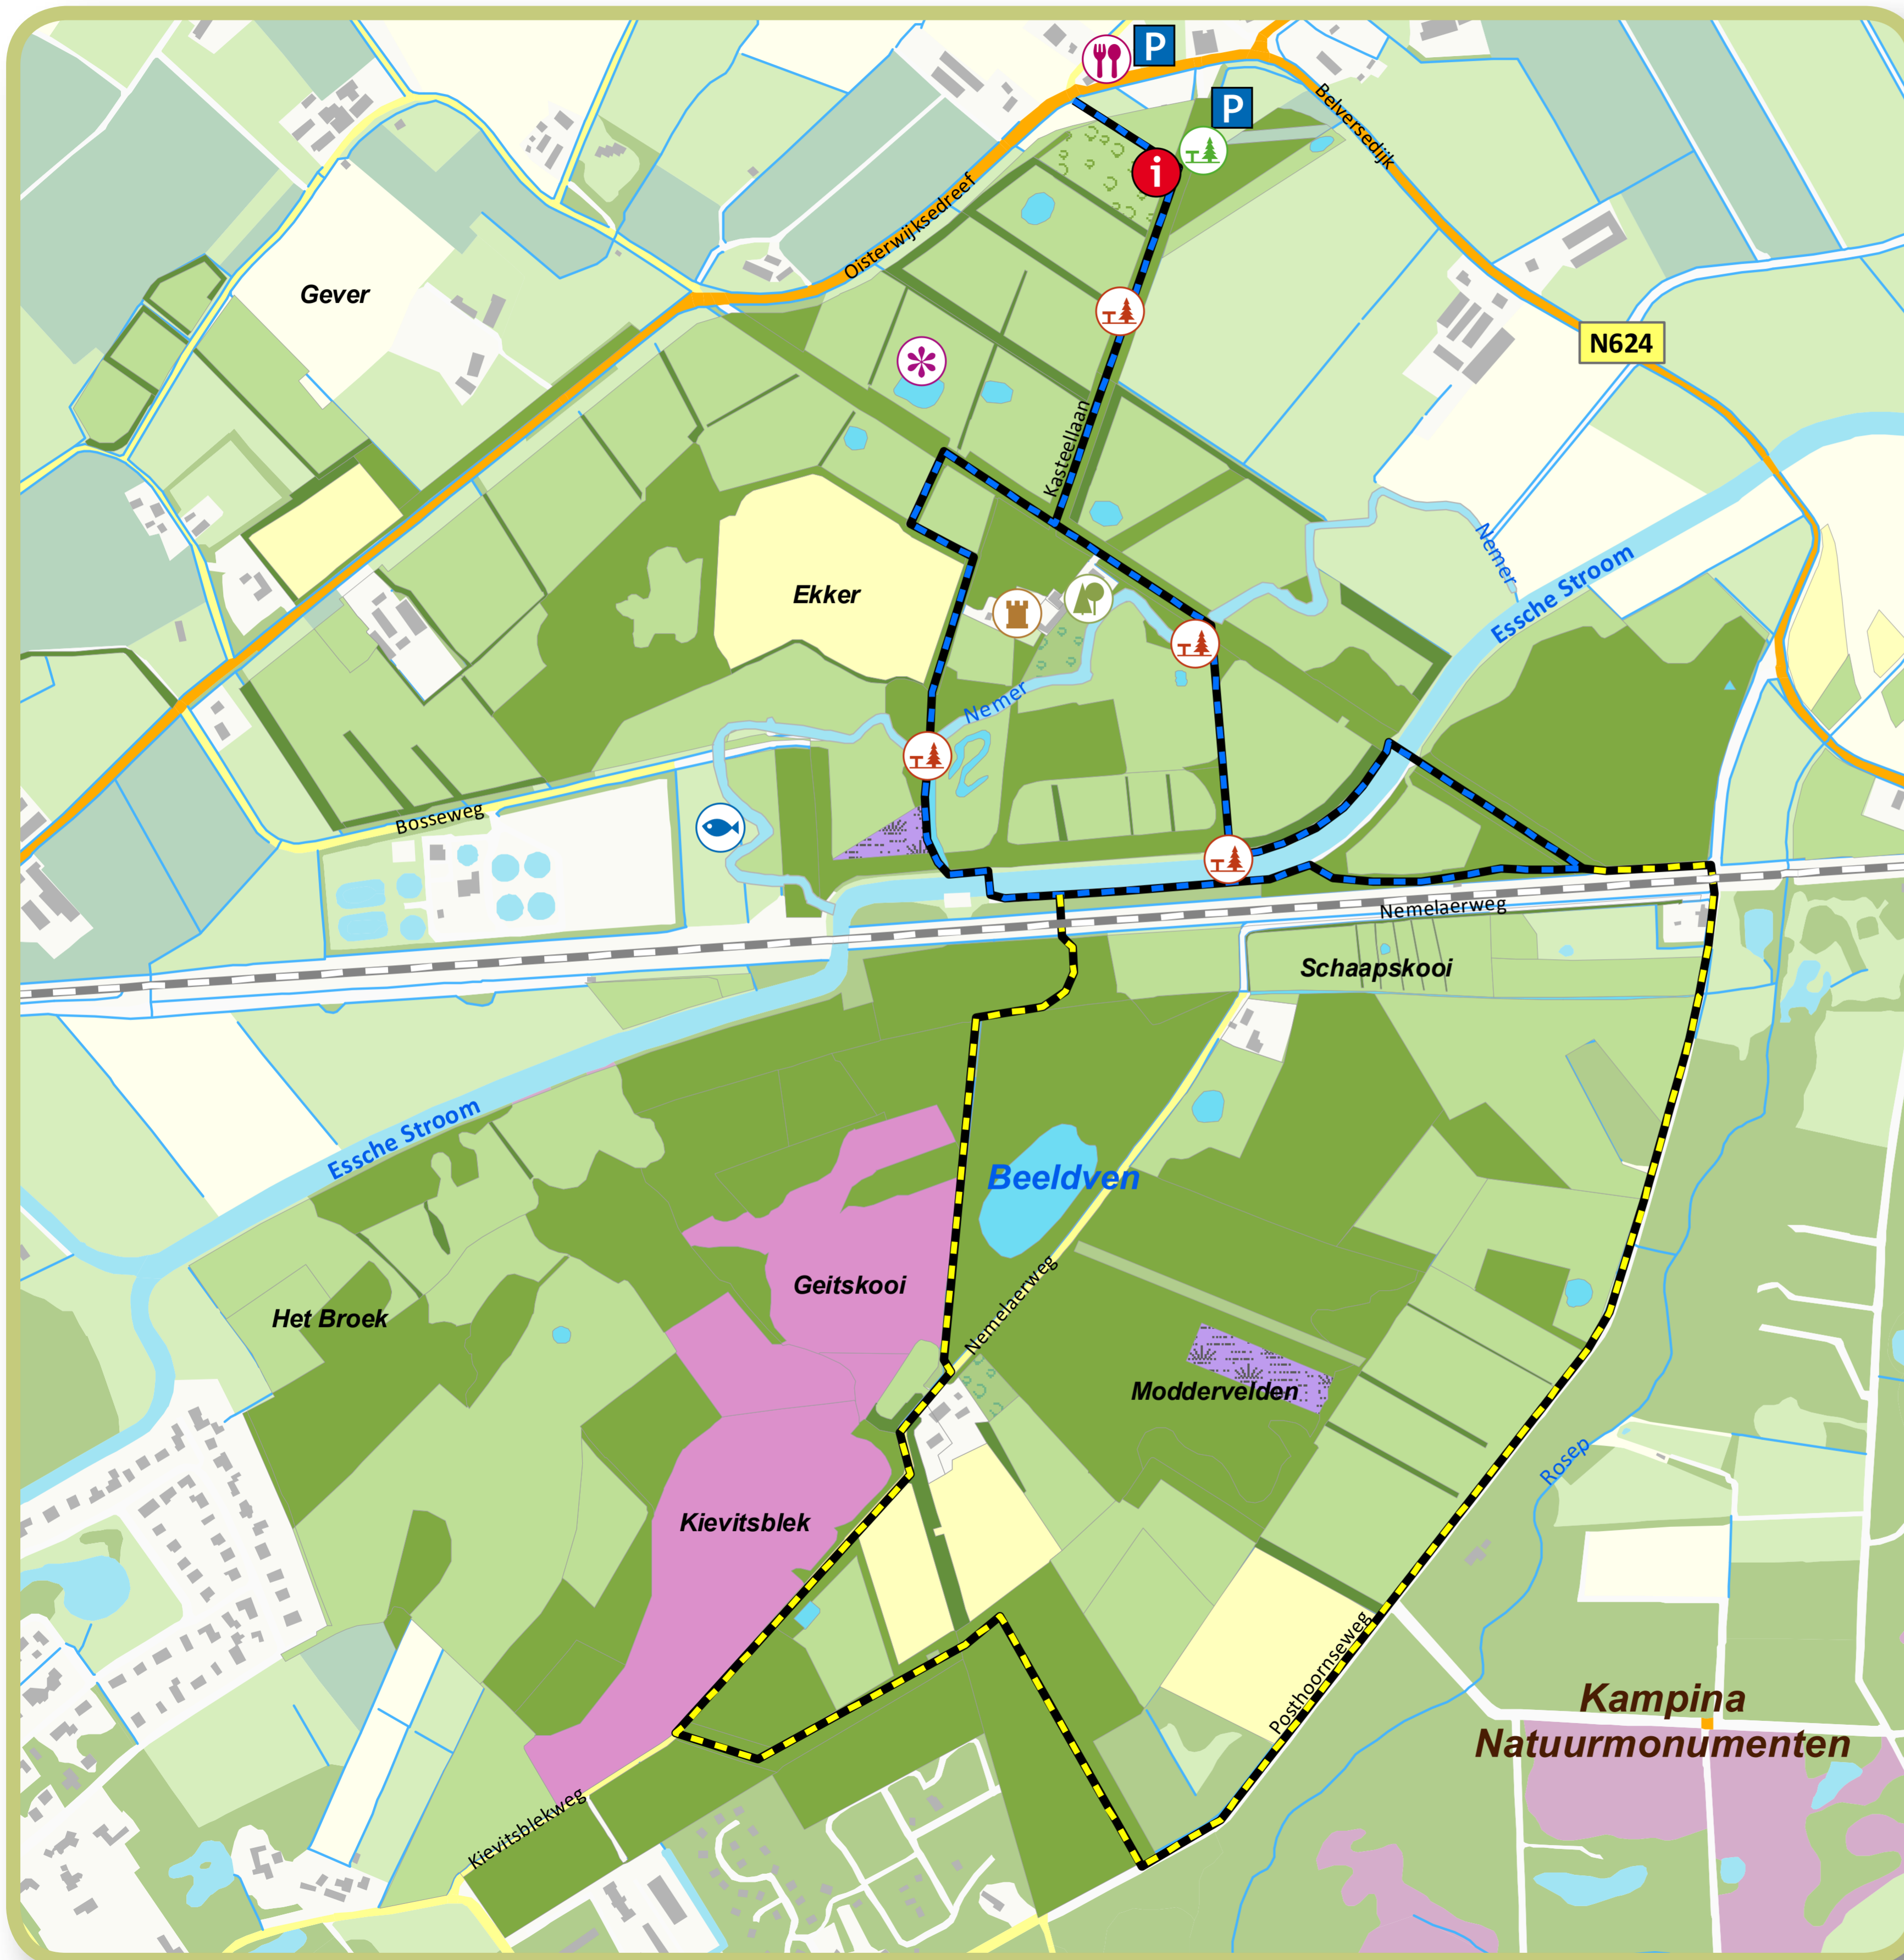 P
P
i
Belversedijk
Oisterwijksedreef
Gever
N624
Kasteellaan
Nemer
Essche Stroom
Ekker
Nemer
Bosseweg
Nemelaerweg
Schaapskooi
Essche Stroom
Beeldven
Geitskooi
Nemelaerweg
Het Broek
Moddervelden
Rosep
Kievitsblek
Posthoornseweg
Kampina
Natuurmonumenten
Kievitsblekweg